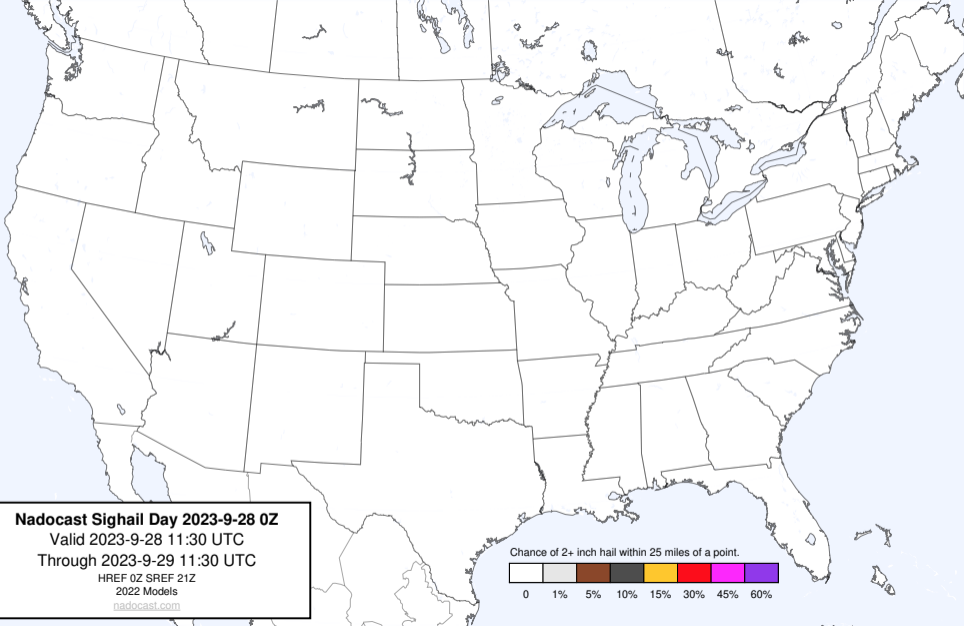 Nadocast Sighail Day 2023-9-28 0Z
Valid 2023-9-28 11:30 UTC
Through 2023-9-29 11:30 UTC
HREF 0Z SREF 21Z
2022 Models
nadocast.com
Chance of 2+ inch hail within 25 miles of a point.
0 1% 5% 10% 15% 30% 45% 60%